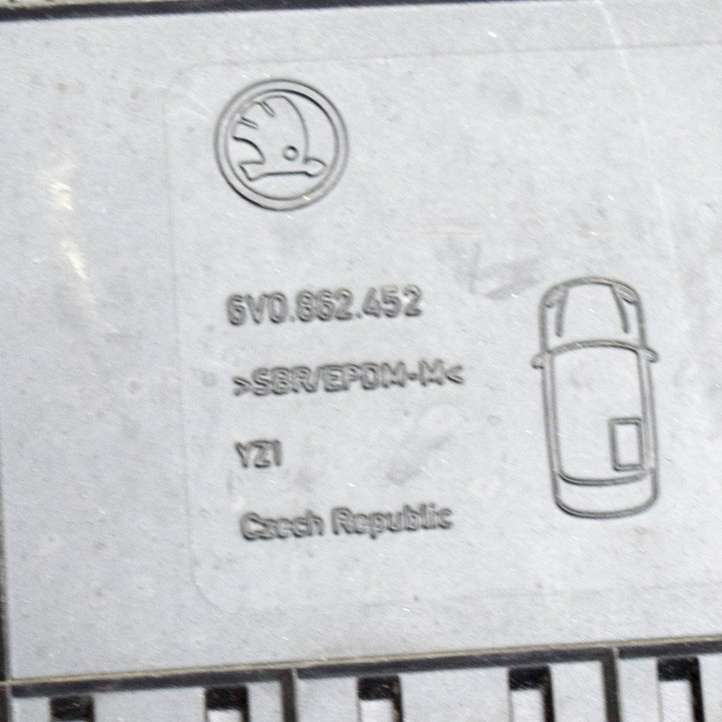 6V0.862.452
>SBR/EPDM-M<
YZ1
Czech Republic